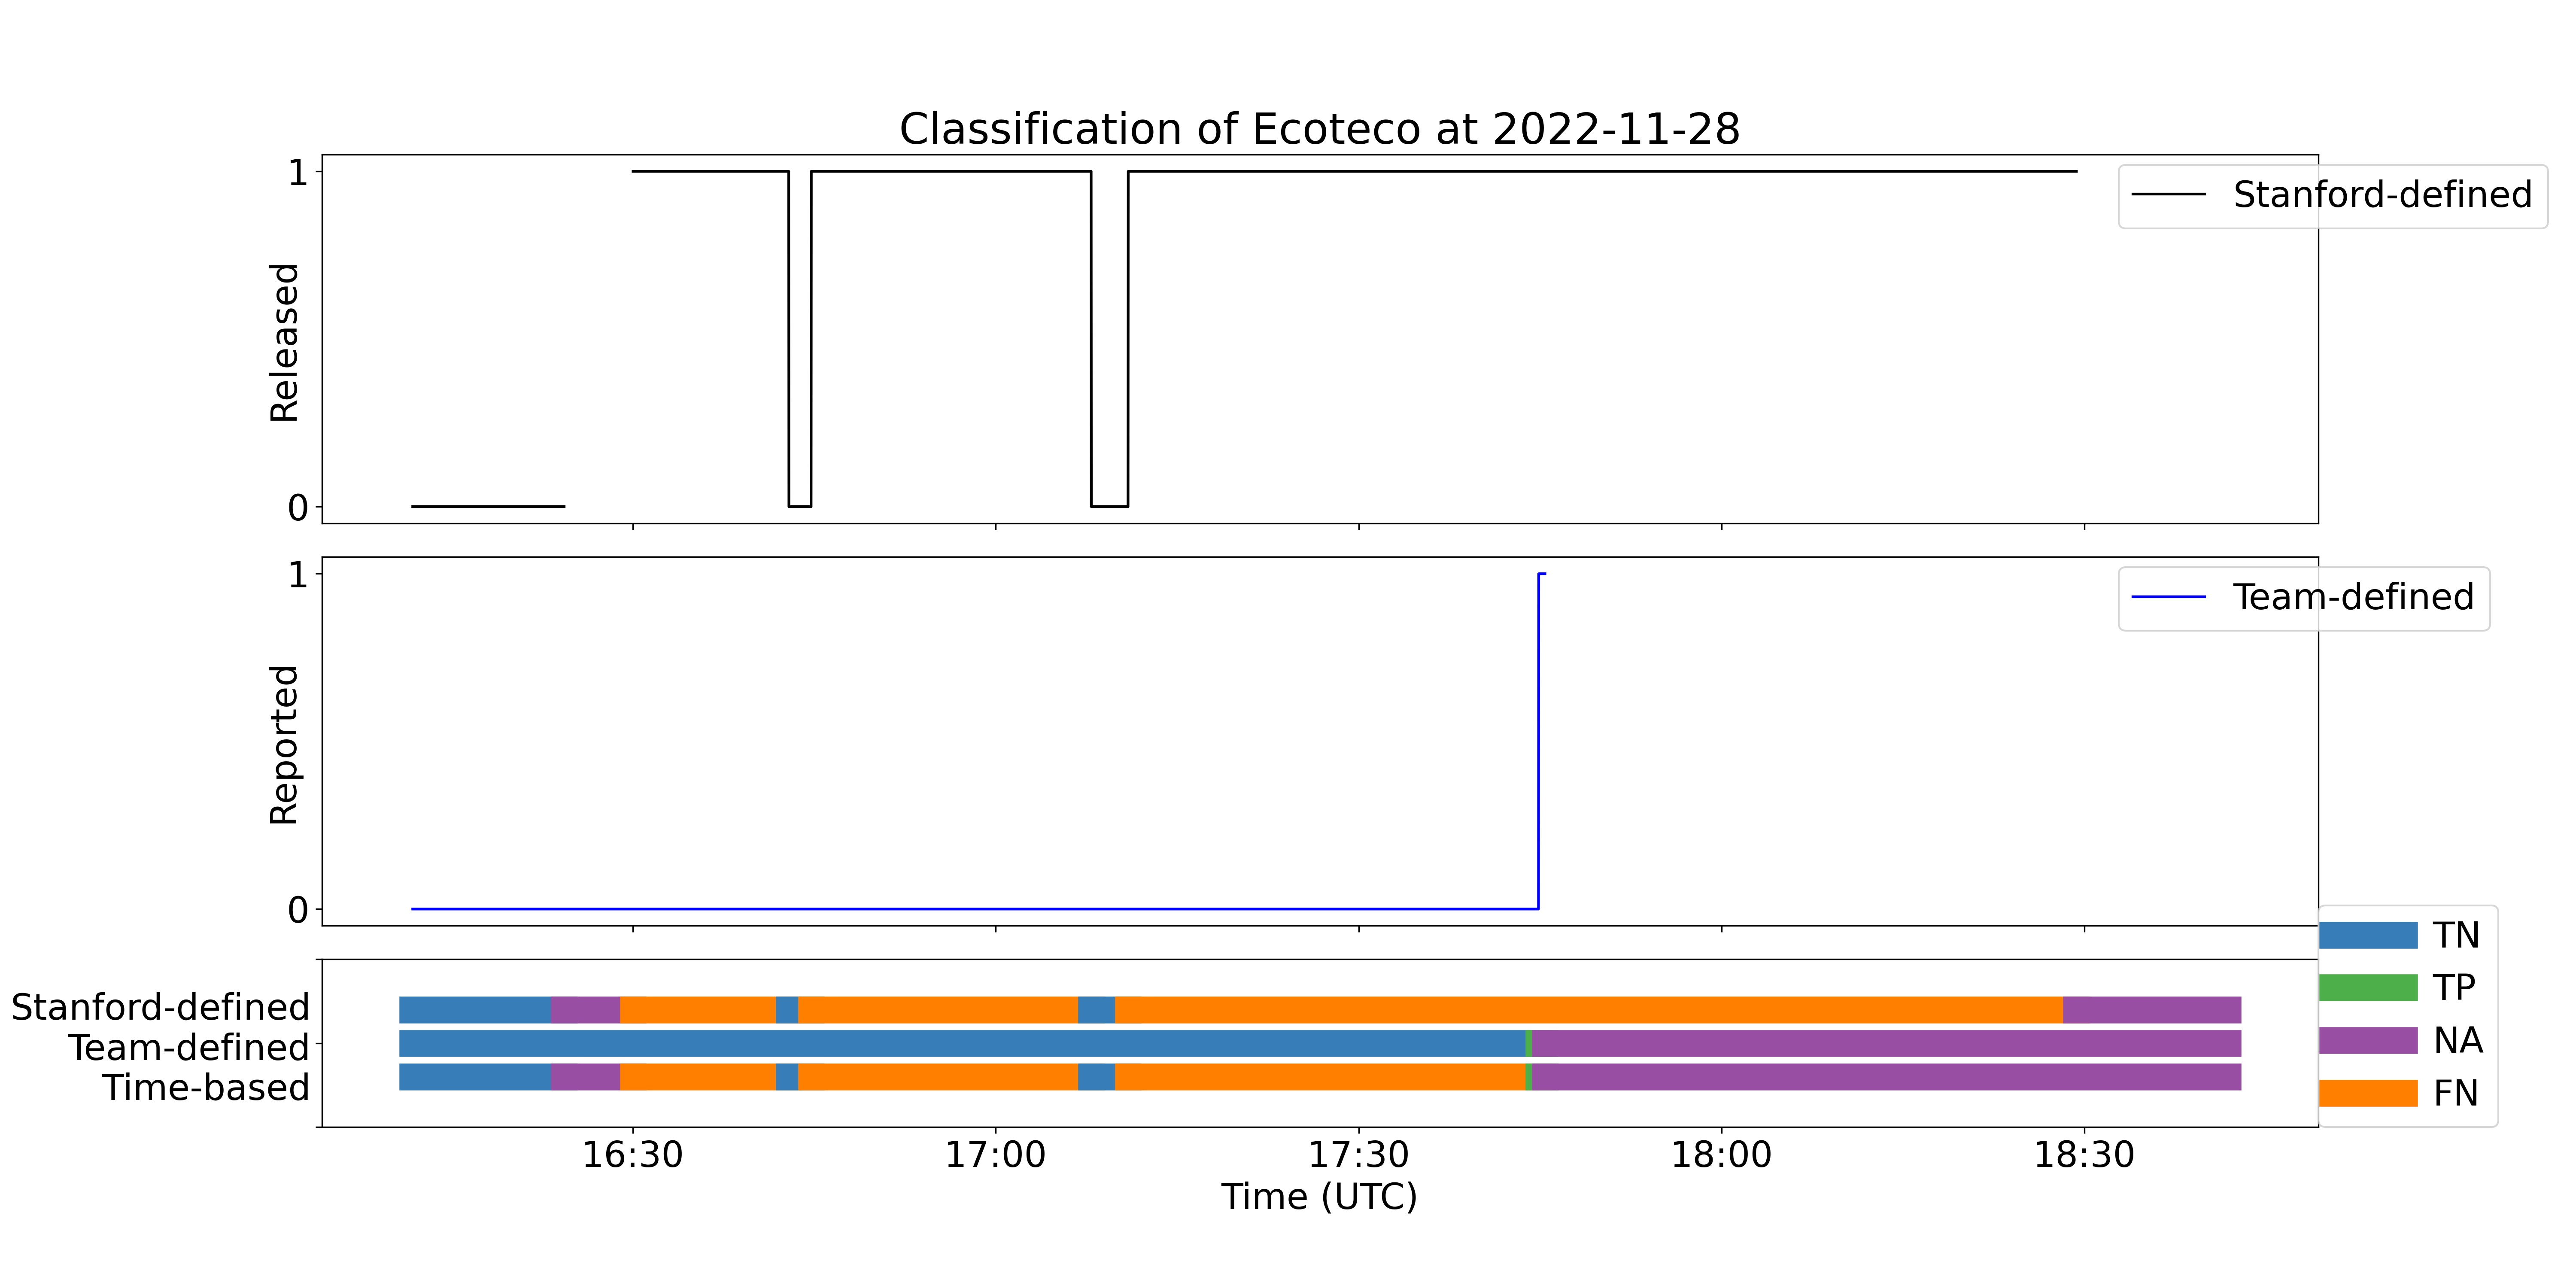 Classification of Ecoteco at 2022-11-28
1
0
Released
Stanford-defined
1
0
Reported
Team-defined
Stanford-defined
Team-defined
Time-based
TN
TP
NA
FN
16:30 17:00 17:30 18:00 18:30
Time (UTC)